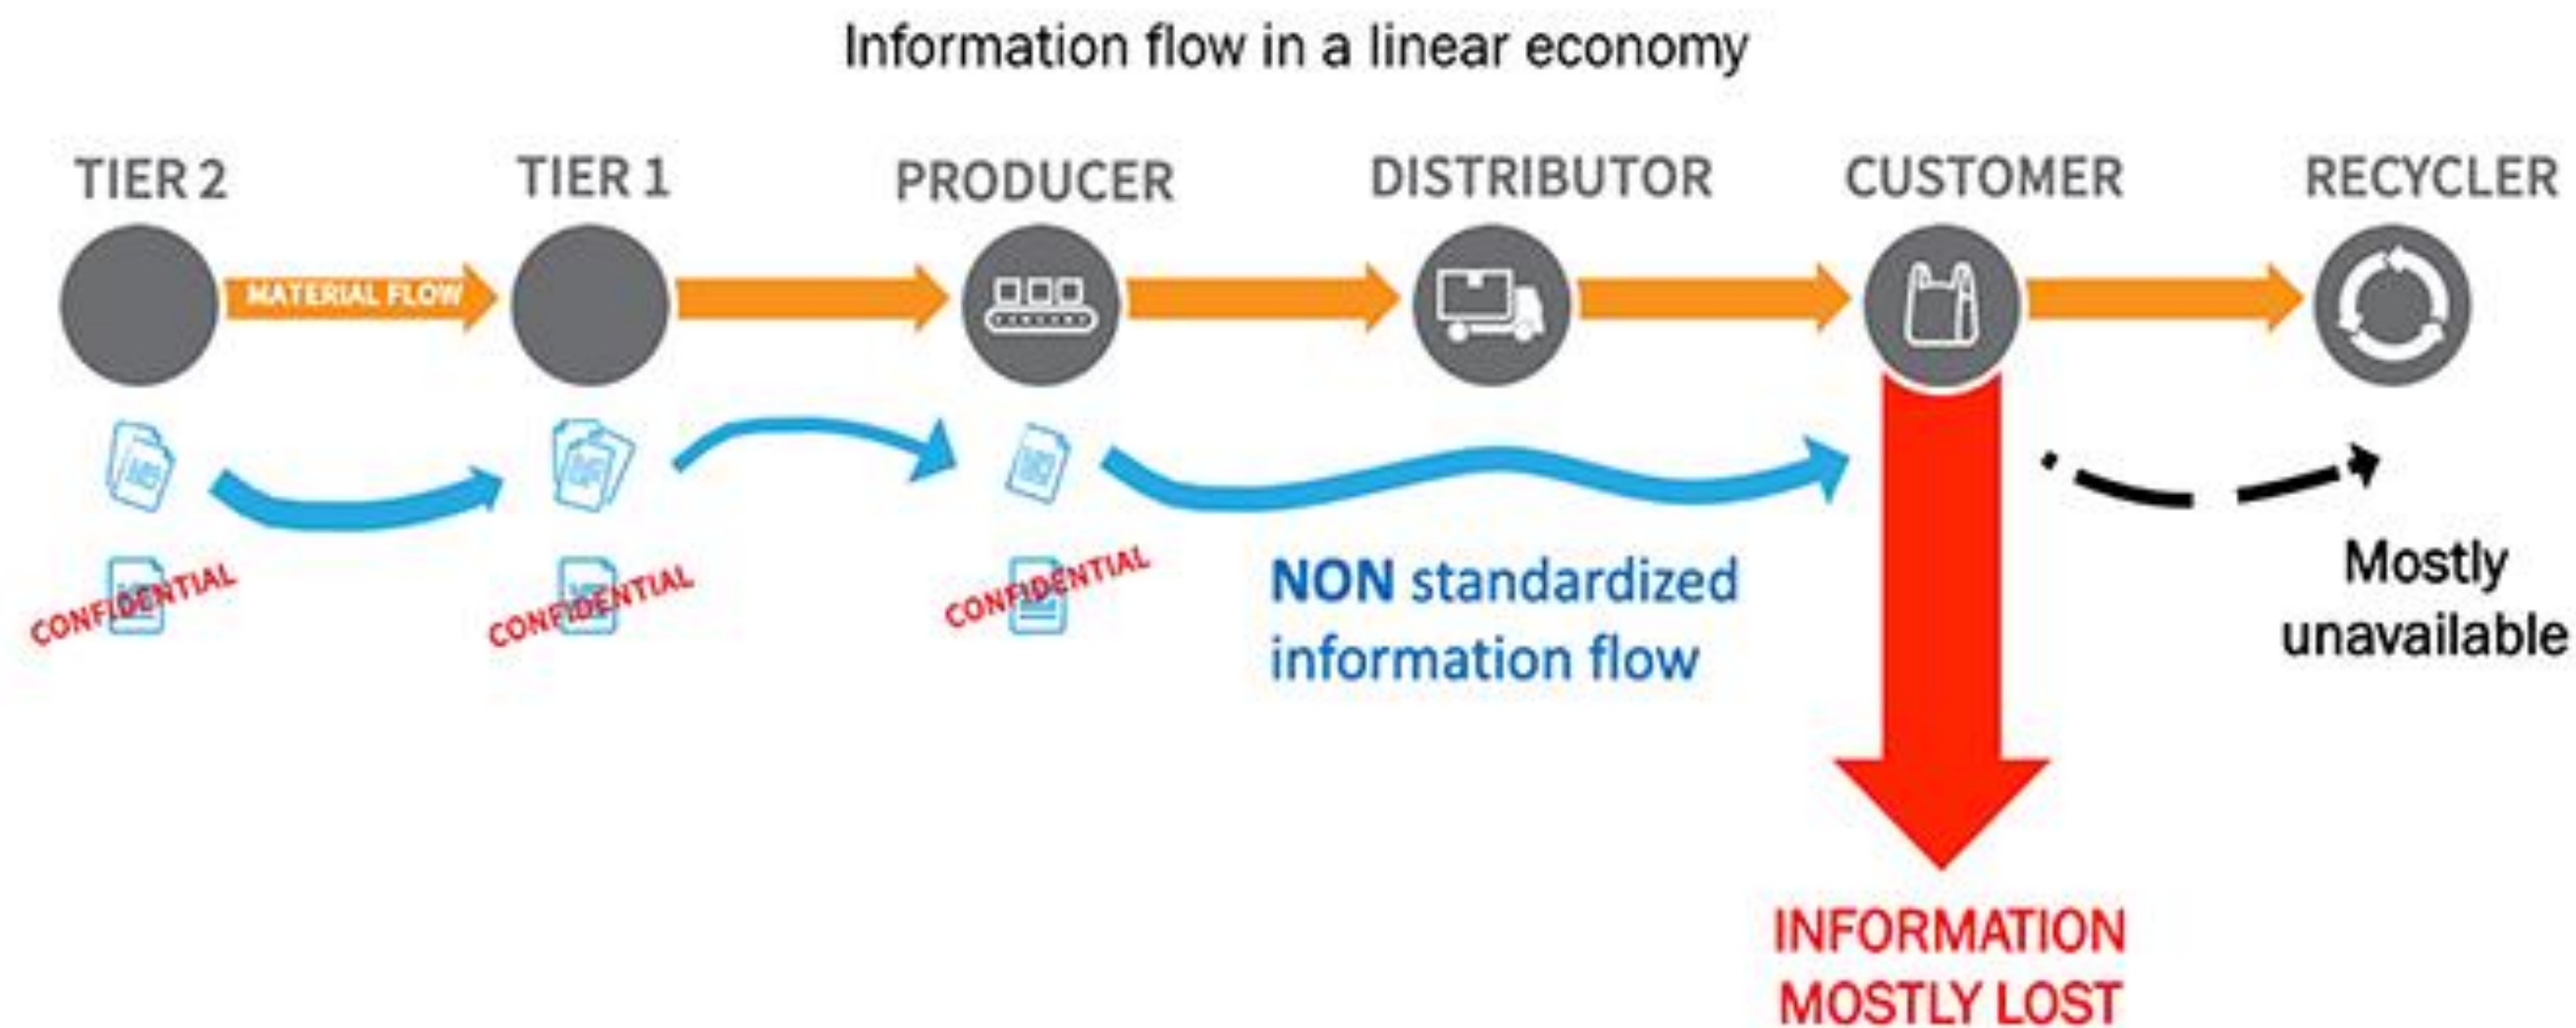 Information flow in a linear economy
TIER 2
TIER 1
PRODUCER
DISTRIBUTOR
CUSTOMER
RECYCLER
MATERIAL FLOW
CONFIDENTIAL
CONFIDENTIAL
CONFIDENTIAL
NON standardized
information flow
Mostly
unavailable
INFORMATION
MOSTLY LOST